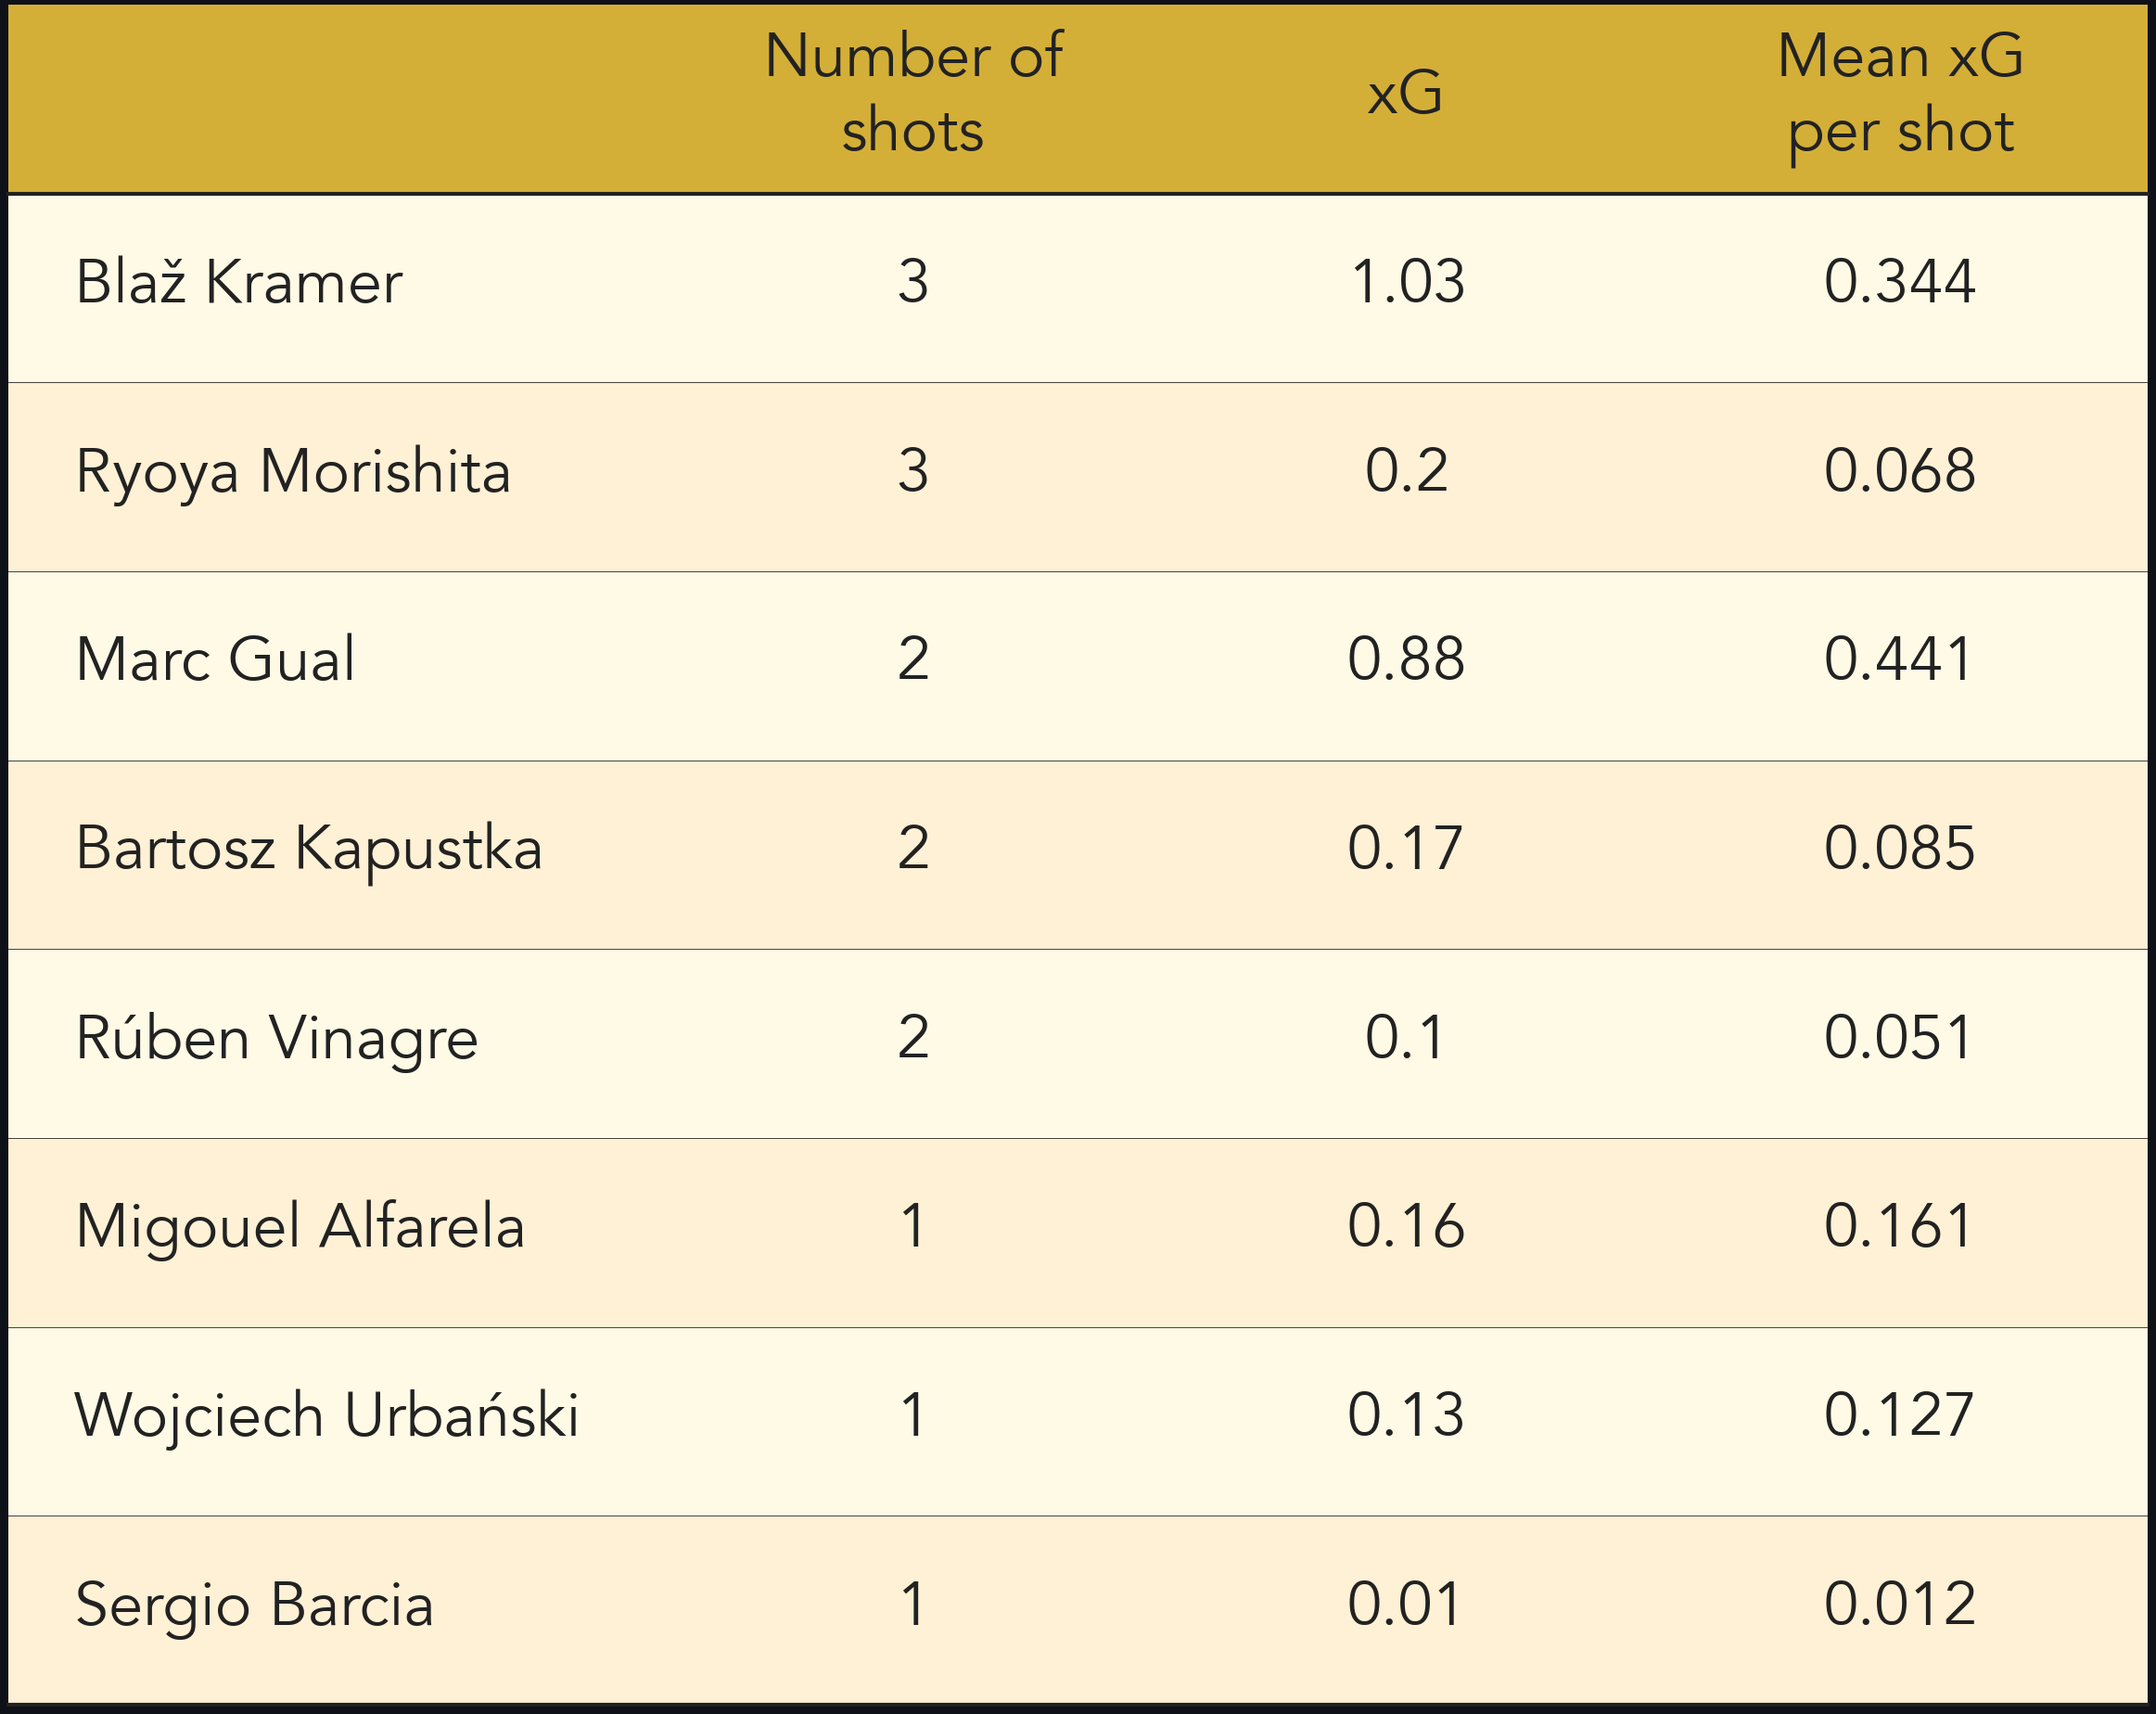 Number of shots xG Mean xG per shot
Blaž Kramer 3 1.03 0.344
Ryoya Morishita 3 0.2 0.068
Marc Gual 2 0.88 0.441
Bartosz Kapustka 2 0.17 0.085
Rúben Vinagre 2 0.1 0.051
Migouel Alfarela 1 0.16 0.161
Wojciech Urbański 1 0.13 0.127
Sergio Barcia 1 0.01 0.012